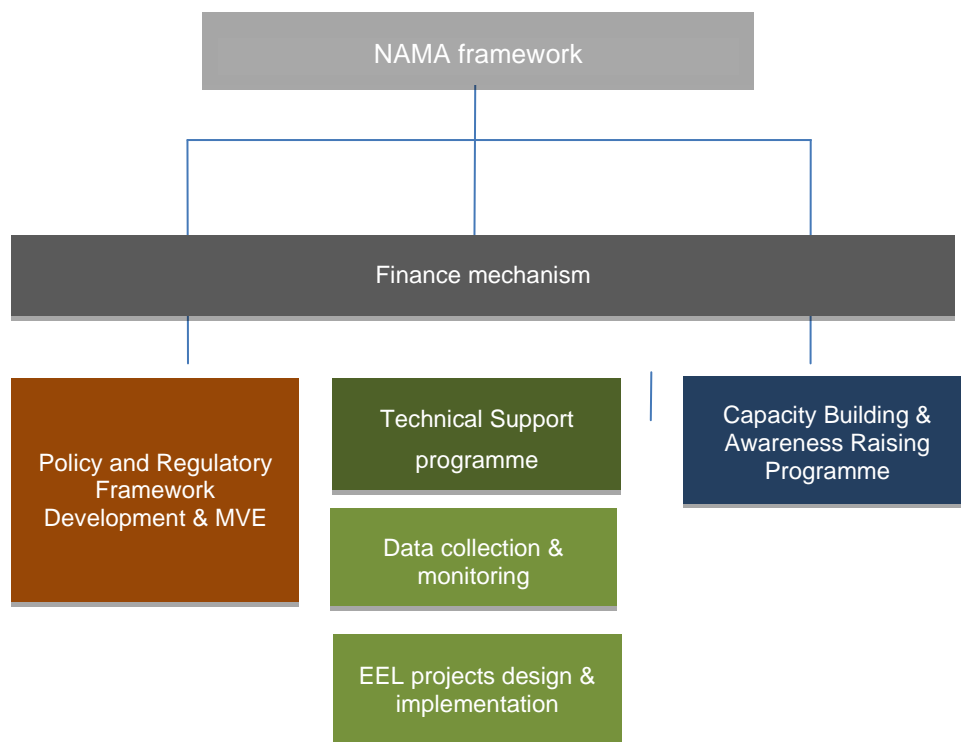 NAMA framework
Finance mechanism
Policy and Regulatory
Framework
Development & MVE
Technical Support
programme
Data collection &
monitoring
EEL projects design &
implementation
Capacity Building &
Awareness Raising
Programme